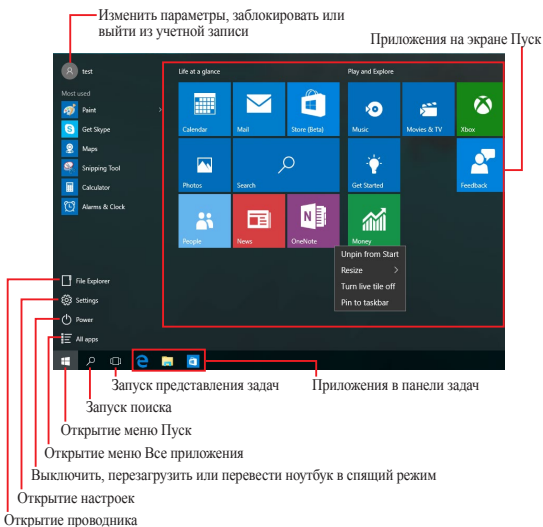 Изменить параметры, заблокировать или
выйти из учетной записи
Приложения на экране Пуск
test
Life at a glance
Play and Explore
Most used
Paint
Get Skype
Maps
Snipping Tool
Calculator
Alarms & Clock
Calendar
Mail
Store (Beta)
Music
Movies & TV
Xbox
Photos
Search
Get Started
Feedback
People
News
OneNote
Money
Unpin from Start
Resize
Turn live tile off
Pin to taskbar
File Explorer
Settings
Power
All apps
Запуск представления задач
Приложения в панели задач
Запуск поиска
Открытие меню Пуск
Открытие меню Все приложения
Выключить, перезагрузить или перевести ноутбук в спящий режим
Открытие настроек
Открытие проводника